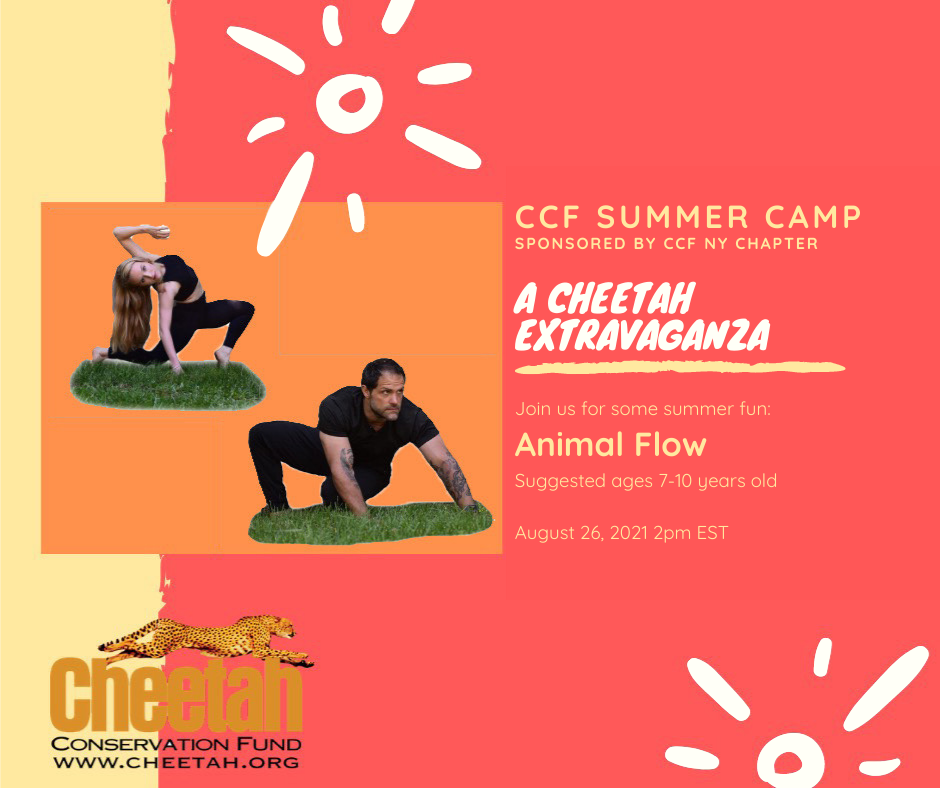 CCF SUMMER CAMP
SPONSORED BY CCF NY CHAPTER
A CHEETAH
EXTRAVAGANZA
Join us for some summer fun:
Animal Flow
Suggested ages 7-10 years old
August 26, 2021 2pm EST
Cheetah
CONSERVATION FUND
WWW.CHEETAH.ORG